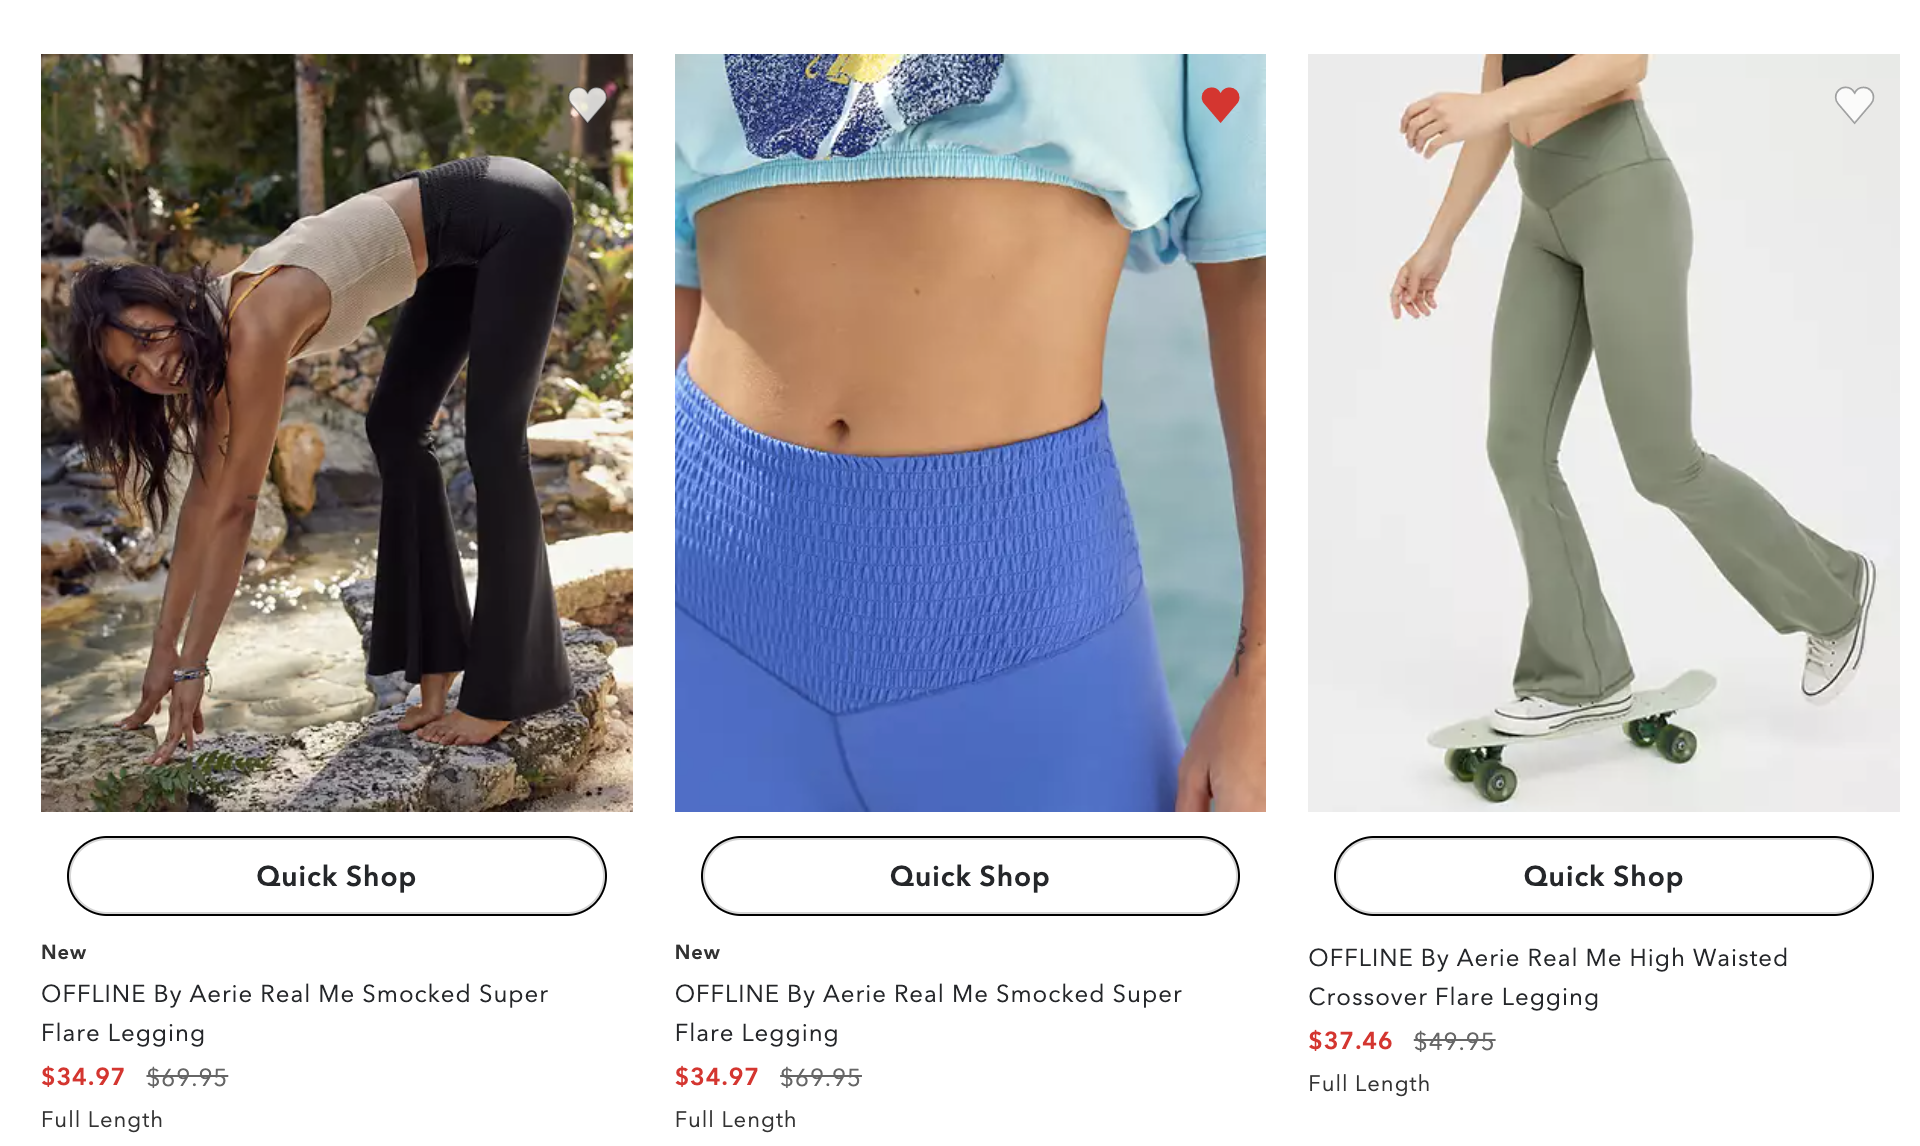 Quick Shop
New
OFFLINE By Aerie Real Me Smocked Super
Flare Legging
$34.97 $69.95
Full Length
Quick Shop
New
OFFLINE By Aerie Real Me Smocked Super
Flare Legging
$34.97 $69.95
Full Length
Quick Shop
OFFLINE By Aerie Real Me High Waisted
Crossover Flare Legging
$37.46 $49.95
Full Length